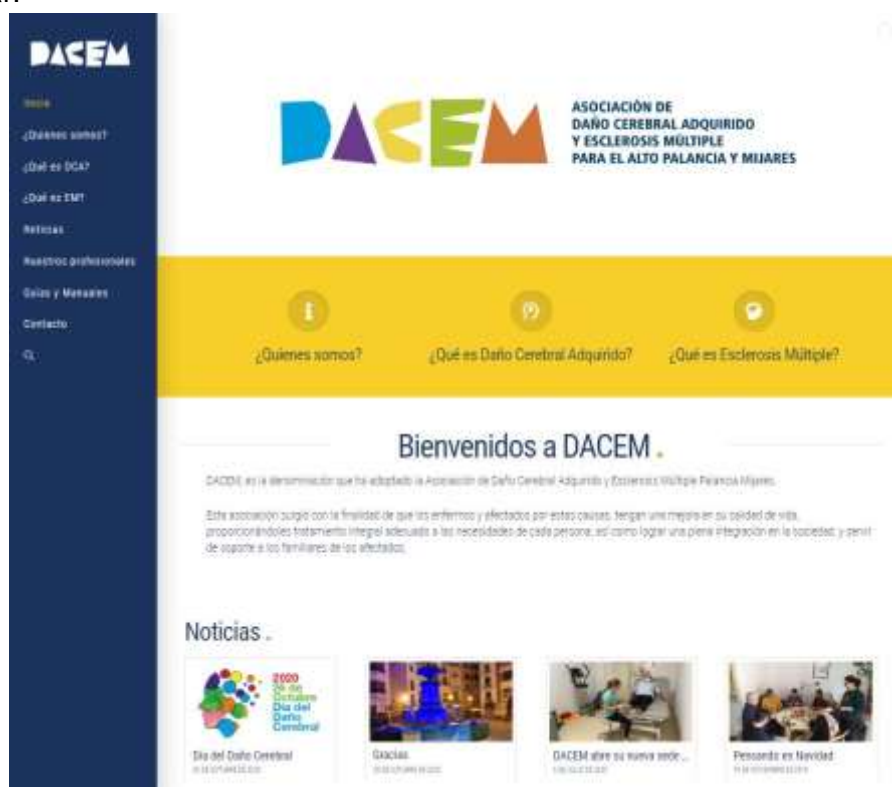 DACEM
Inicio
¿Quienes somos?
¿Qué es DCA?
¿Qué es EM?
Noticias
Nuestros profesionales
Guías y Manuales
Contacto
DACEM
ASOCIACIÓN DE
DAÑO CEREBRAL ADQUIRIDO
Y ESCLEROSIS MÚLTIPLE
PARA EL ALTO PALANCIA Y MIJARES
¿Quienes somos?
¿Qué es Daño Cerebral Adquirido?
¿Qué es Esclerosis Múltiple?
Bienvenidos a DACEM .
DACEM, es la denominación que ha adoptado la Asociación de Daño Cerebral Adquirido y Esclerosis Múltiple Palancia Mijares.
Esta asociación surgió con la finalidad de que los enfermos y afectados por estas causas, tengan una mejora en su calidad de vida,
proporcionándoles tratamiento integral adecuado a las necesidades de cada persona, así como lograr una plena integración en la sociedad, y servir
de soporte a los familiares de los afectados.
Noticias .
2020
26 de
Octubre
Día del
Daño
Cerebral
Día del Daño Cerebral
Gracias
DACEM abre su nueva sede ...
Pensando en Navidad